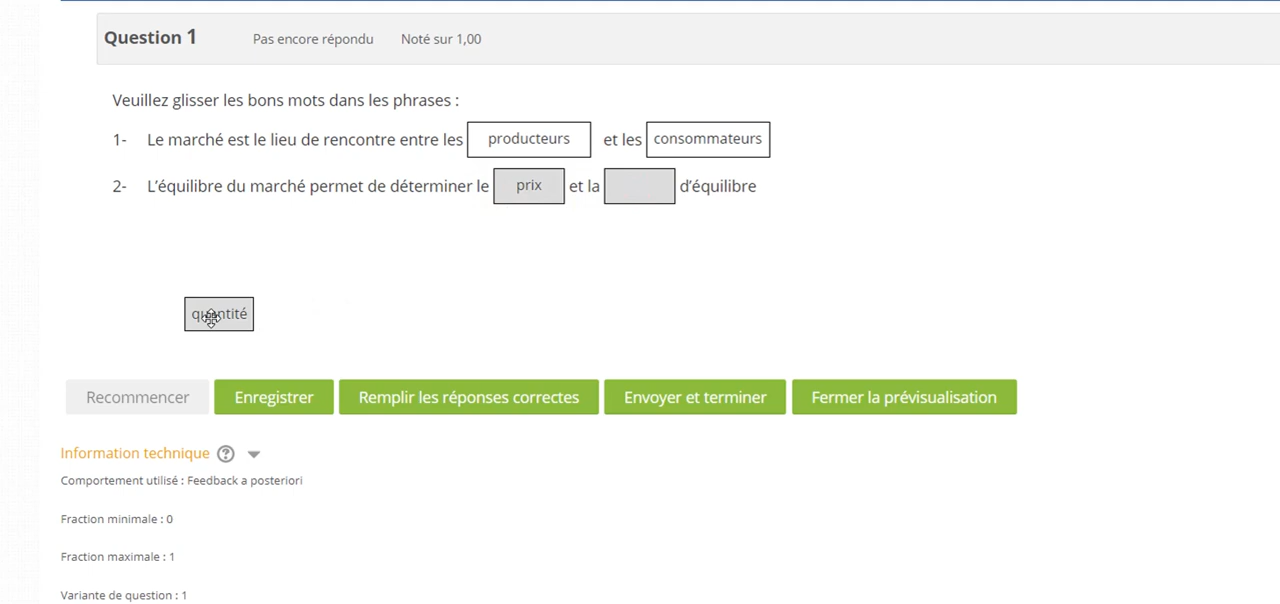 Question 1 Pas encore répondu Noté sur 1,00
Veuillez glisser les bons mots dans les phrases :
1- Le marché est le lieu de rencontre entre les producteurs et les consommateurs
2- L’équilibre du marché permet de déterminer le prix et la d’équilibre
quantité
Recommencer Enregistrer Remplir les réponses correctes Envoyer et terminer Fermer la prévisualisation
Information technique ?
Comportement utilisé : Feedback a posteriori
Fraction minimale : 0
Fraction maximale : 1
Variante de question : 1